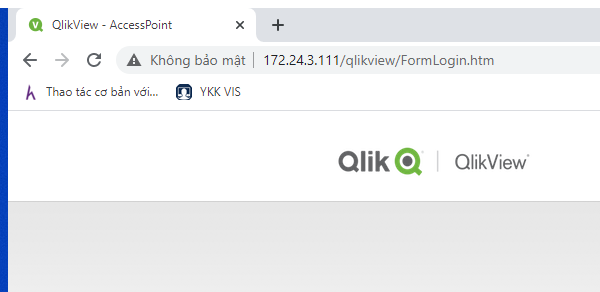 QlikView - AccessPoint
Không bảo mật 172.24.3.111/qlikview/FormLogin.htm
Thao tác cơ bản với... YKK VIS
Qlik QlikView